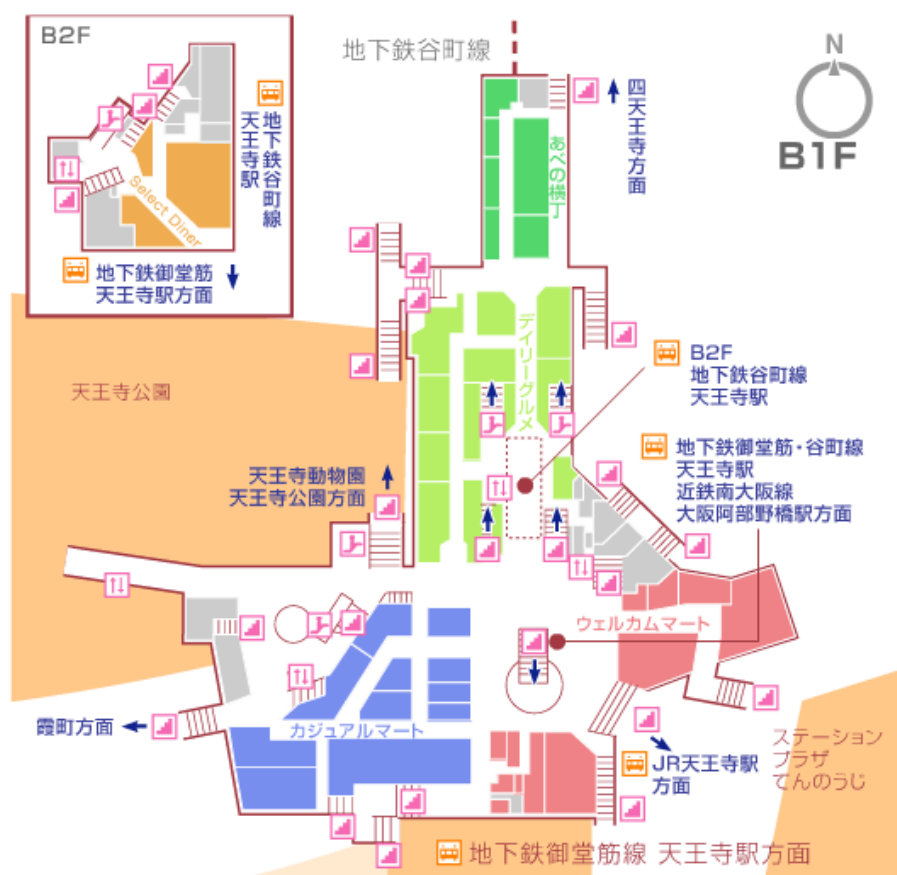 B2F
地下鉄谷町線
天王寺駅
Select Diner
地下鉄御堂筋
天王寺駅方面
地下鉄谷町線
N
B1F
四天王寺方面
あべの横丁
デイリーグルメ
B2F
地下鉄谷町線
天王寺駅
天王寺公園
地下鉄御堂筋・谷町線
天王寺駅
近鉄南大阪線
大阪阿部野橋駅方面
天王寺動物園
天王寺公園方面
ウェルカムマート
霞町方面
カジュアルマート
JR天王寺駅
方面
ステーション
プラザ
てんのうじ
地下鉄御堂筋線 天王寺駅方面